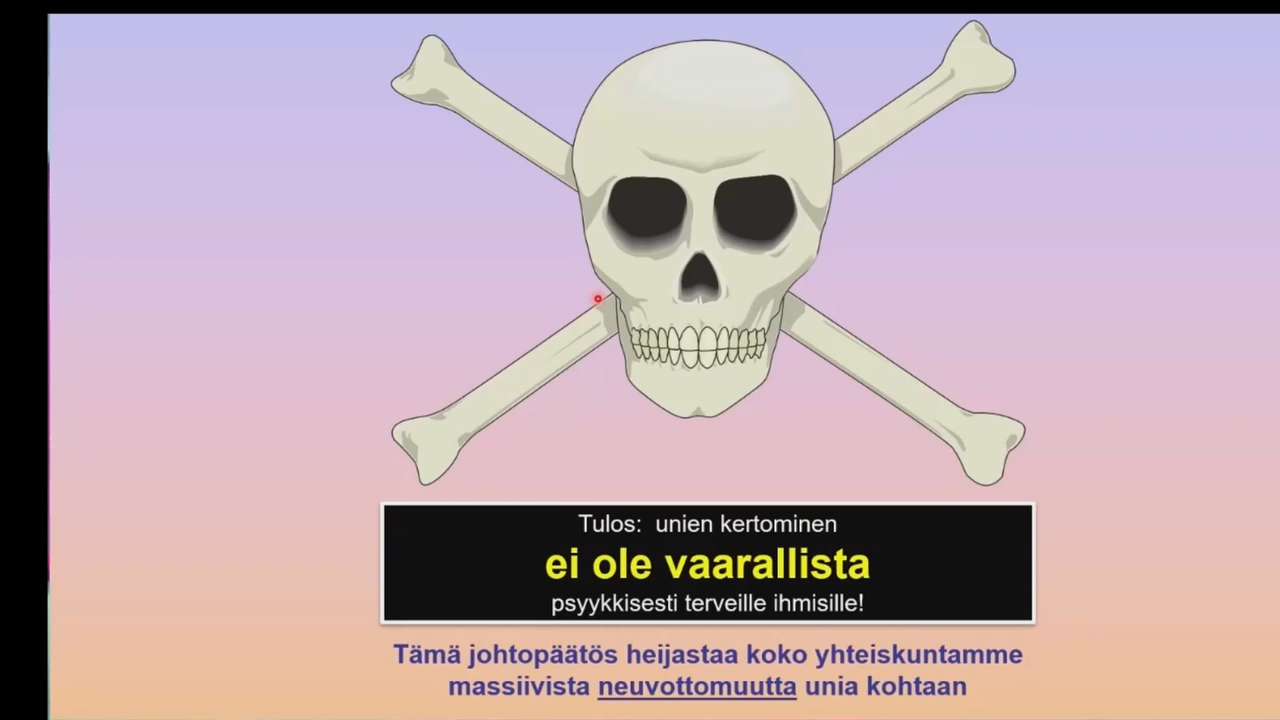 Tulos:  unien kertominen
ei ole vaarallista
psyykkisesti terveille ihmisille!
Tämä johtopäätös heijastaa koko yhteiskuntamme
massiivista neuvottomuutta unia kohtaan